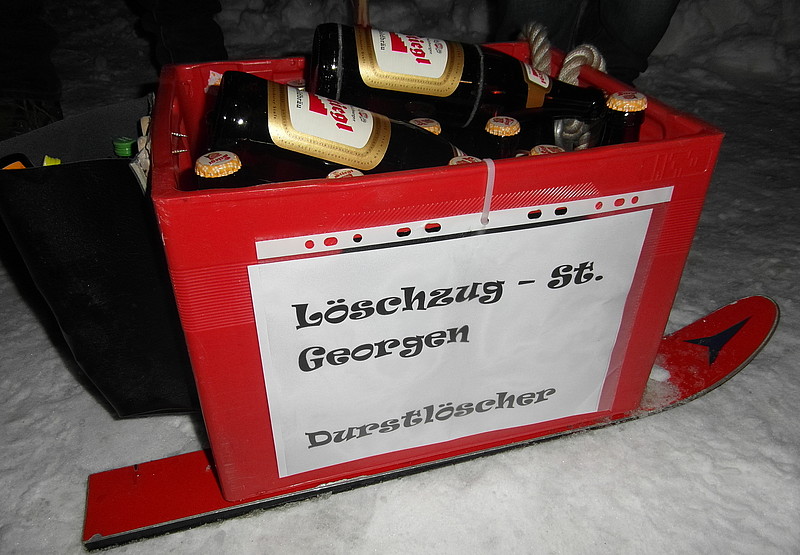 Löschzug - St.
Georgen
Durstlöscher